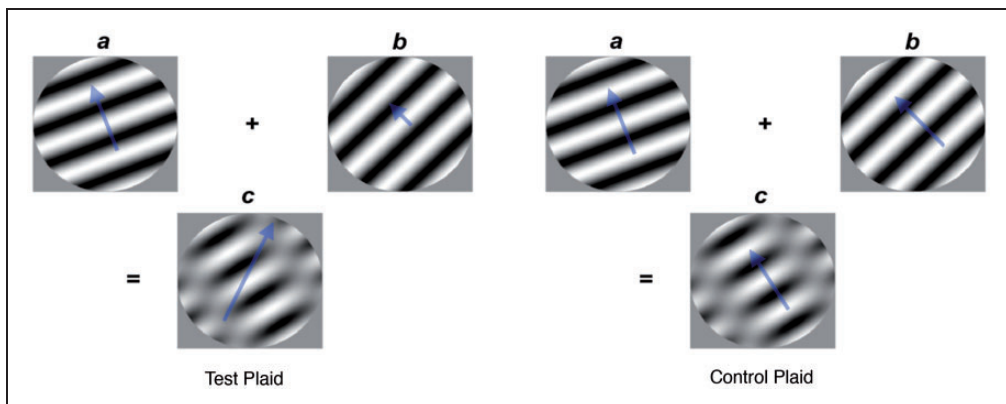 a
b
a
b
+
+
c
c
=
=
Test Plaid
Control Plaid